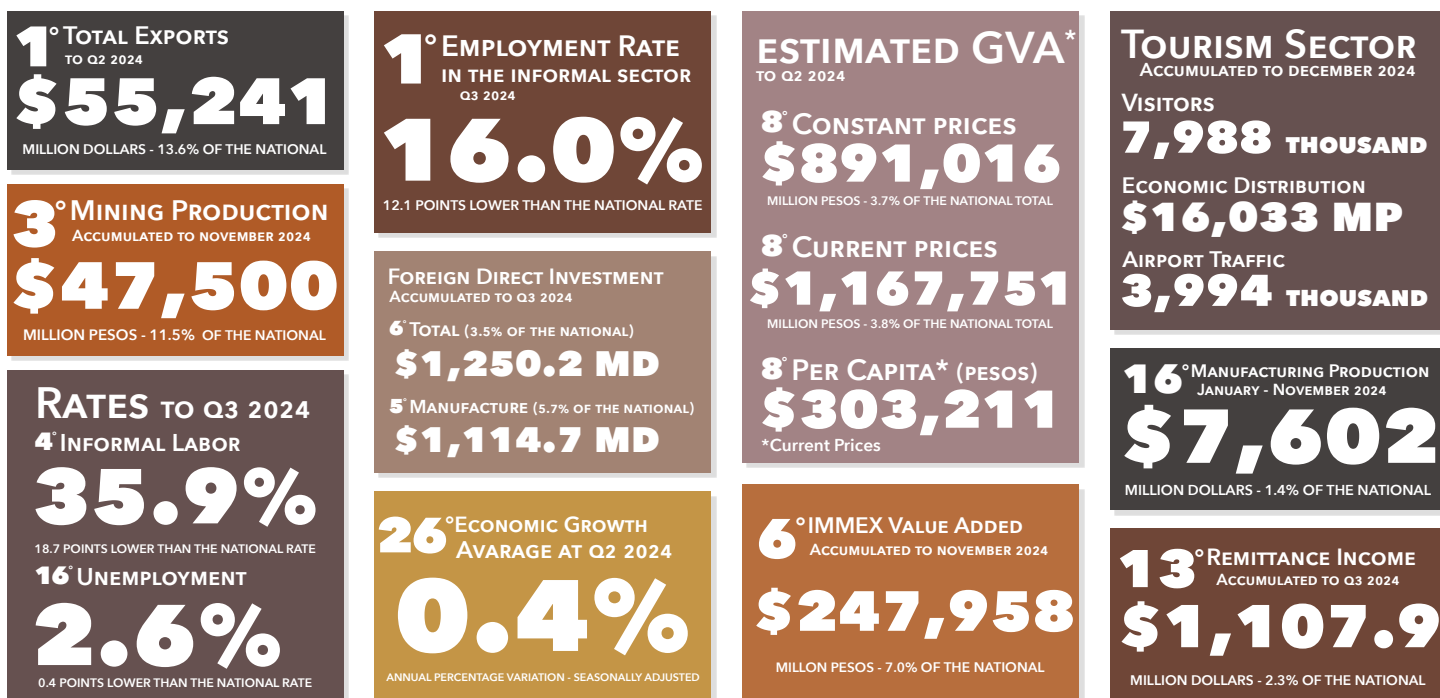 1° Total Exports
to Q2 2024
$55,241
MILLION DOLLARS - 13.6% OF THE NATIONAL
3° Mining Production
Accumulated to November 2024
$47,500
MILLION PESOS - 11.5% OF THE NATIONAL
Rates to Q3 2024
4° Informal Labor
35.9%
18.7 POINTS LOWER THAN THE NATIONAL RATE
16° Unemployment
2.6%
0.4 POINTS LOWER THAN THE NATIONAL RATE
1° Employment Rate
in the informal sector
Q3 2024
16.0%
12.1 POINTS LOWER THAN THE NATIONAL RATE
Foreign Direct Investment
Accumulated to Q3 2024
6° Total (3.5% of the national)
$1,250.2 MD
5° Manufacture (5.7% of the national)
$1,114.7 MD
26° Economic Growth
Avarage at Q2 2024
0.4%
ANNUAL PERCENTAGE VARIATION - SEASONALLY ADJUSTED
estimated GVA*
to Q2 2024
8° Constant prices
$891,016
MILLION PESOS - 3.7% OF THE NATIONAL TOTAL
8° Current prices
$1,167,751
MILLION PESOS - 3.8% OF THE NATIONAL TOTAL
8° Per Capita* (pesos)
$303,211
*Current Prices
6° IMMEX Value Added
Accumulated to November 2024
$247,958
MILLON PESOS - 7.0% OF THE NATIONAL
Tourism Sector
Accumulated to december 2024
Visitors
7,988 thousand
Economic Distribution
$16,033 MP
Airport Traffic
3,994 thousand
16° Manufacturing Production
January - November 2024
$7,602
MILLION DOLLARS - 1.4% OF THE NATIONAL
13° Remittance Income
Accumulated to Q3 2024
$1,107.9
MILLION DOLLARS - 2.3% OF THE NATIONAL